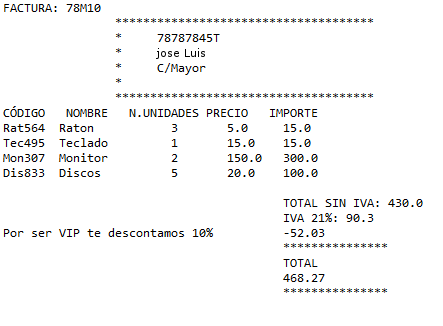 FACTURA: 78M10
*************************************
* 78787845T
* jose Luis
* C/Mayor
*
*************************************
CÓDIGO NOMBRE N.UNIDADES PRECIO IMPORTE
Rat564 Raton 3 5.0 15.0
Tec495 Teclado 1 15.0 15.0
Mon307 Monitor 2 150.0 300.0
Dis833 Discos 5 20.0 100.0
TOTAL SIN IVA: 430.0
IVA 21%: 90.3
Por ser VIP te descontamos 10% -52.03
***************
TOTAL
468.27
***************